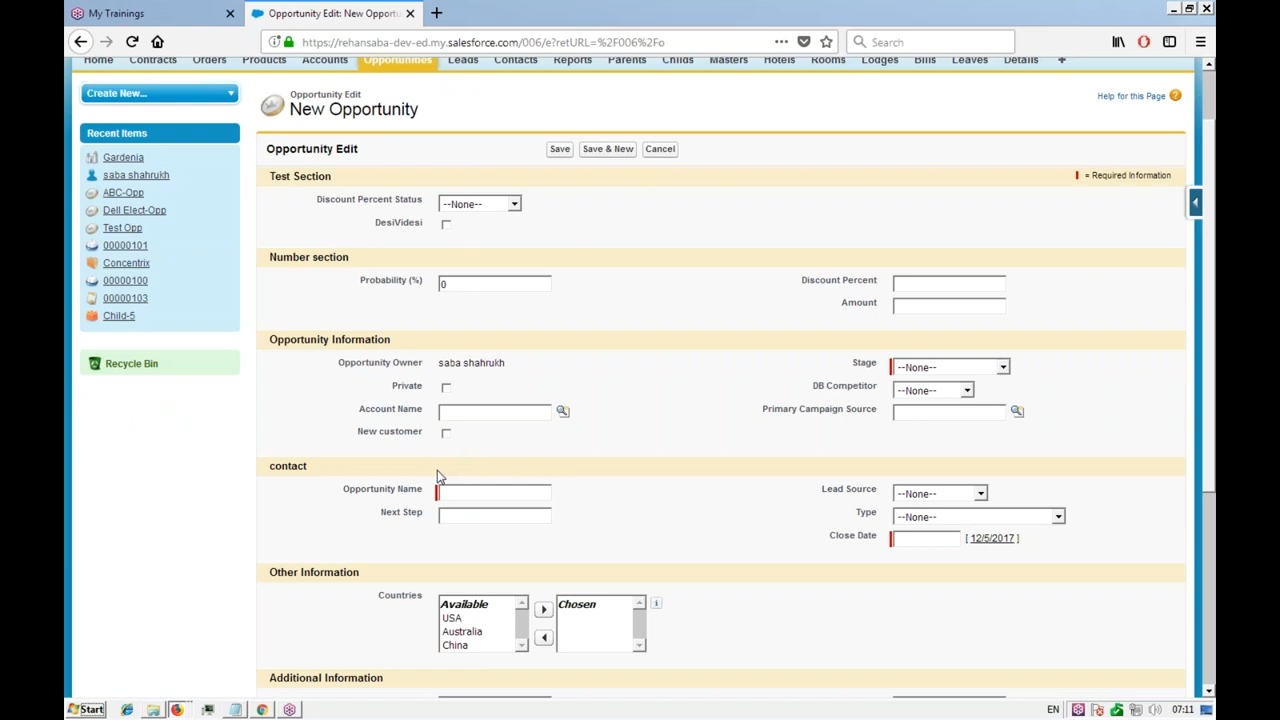 My Trainings
Opportunity Edit: New Opportu
https://rehansaba-dev-ed.my.salesforce.com/006/e?retURL=%2F006%2Fo
Search
Home Contracts Orders Products Accounts Opportunities Leads Contacts Reports Parents Childs Masters Hotels Rooms Lodges Bills Leaves Details +
Create New...
Recent Items
Gardenia
saba shahrukh
ABC-Opp
Dell Elect-Opp
Test Opp
00000101
Concentrix
00000100
00000103
Child-5
Recycle Bin
Opportunity Edit
New Opportunity
Help for this Page ?
Opportunity Edit Save Save & New Cancel
Test Section = Required Information
Discount Percent Status --None--
DesiVidesi
Number section
Probability (%) 0 Discount Percent
Amount
Opportunity Information
Opportunity Owner saba shahrukh Stage --None--
Private DB Competitor --None--
Account Name Primary Campaign Source
New customer
contact
Opportunity Name Lead Source --None--
Next Step Type --None--
Close Date [ 12/5/2017 ]
Other Information
Countries Available Chosen
USA
Australia
China
Additional Information
Start EN 07:11